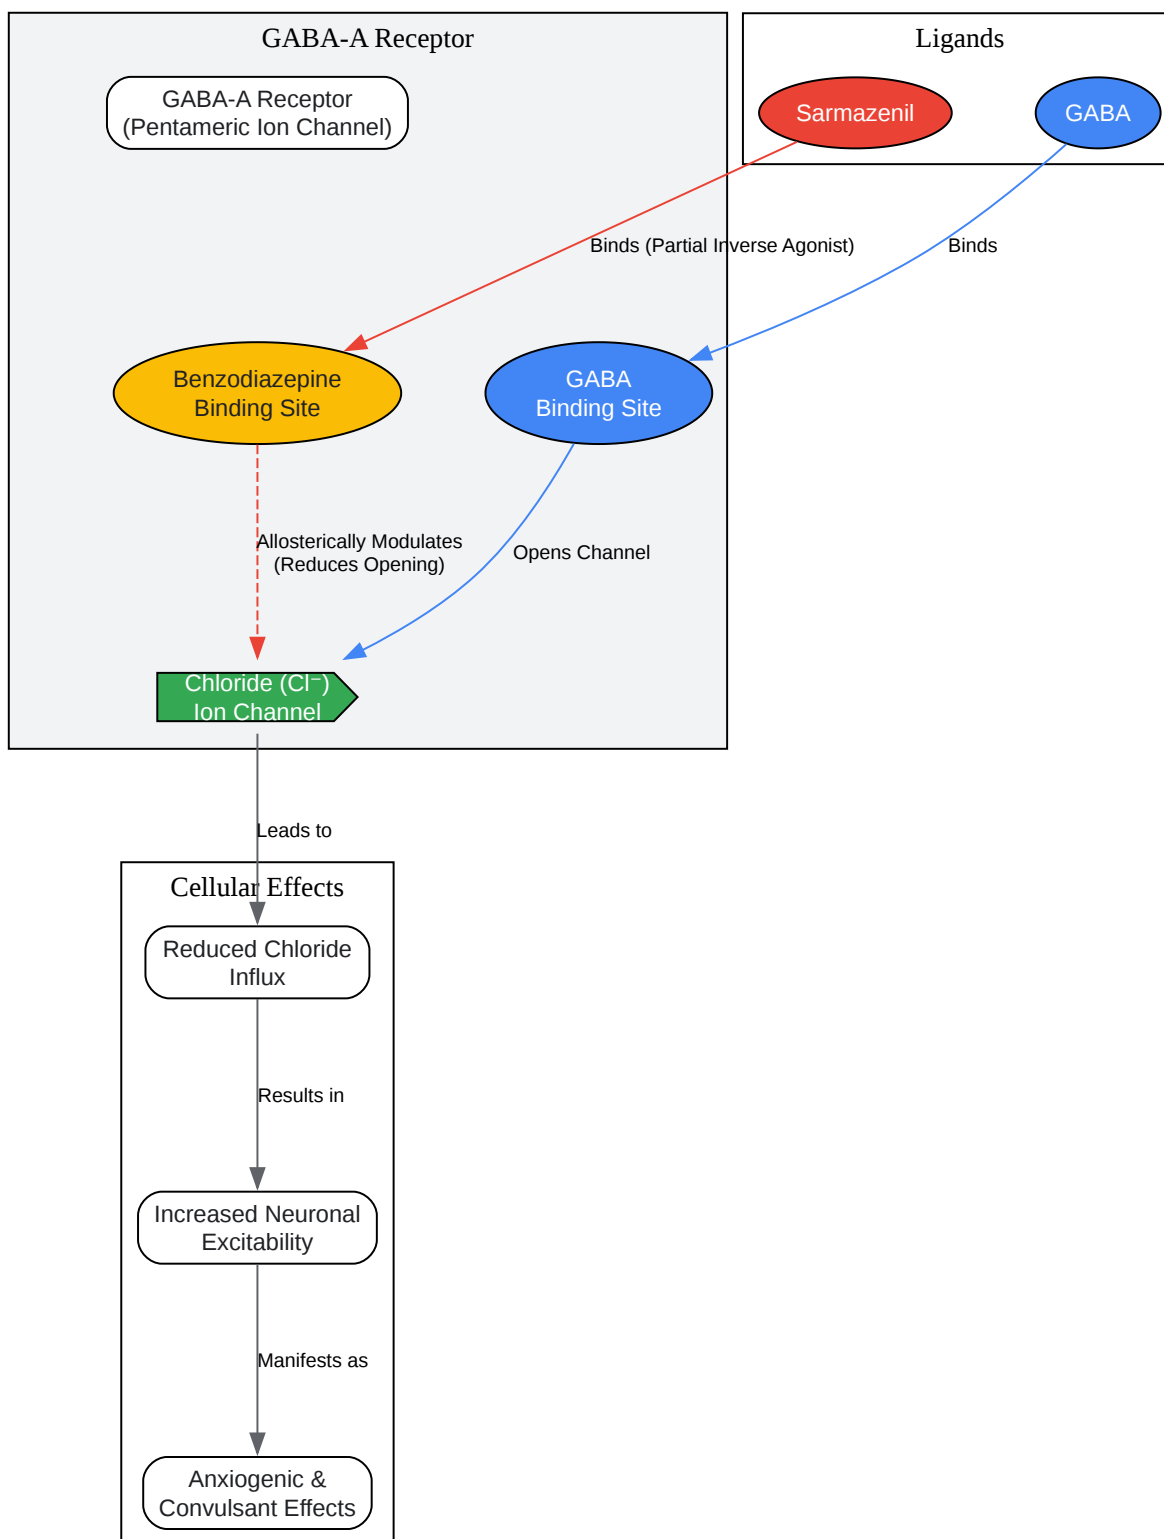 GABA-A Receptor
Ligands
GABA-A Receptor
(Pentameric Ion Channel)
Sarmazenil
GABA
Binds (Partial Inverse Agonist)
Binds
Benzodiazepine
Binding Site
GABA
Binding Site
Allosterically Modulates
(Reduces Opening)
Opens Channel
Chloride (Cl⁻)
Ion Channel
Leads to
Cellular Effects
Reduced Chloride
Influx
Results in
Increased Neuronal
Excitability
Manifests as
Anxiogenic &
Convulsant Effects